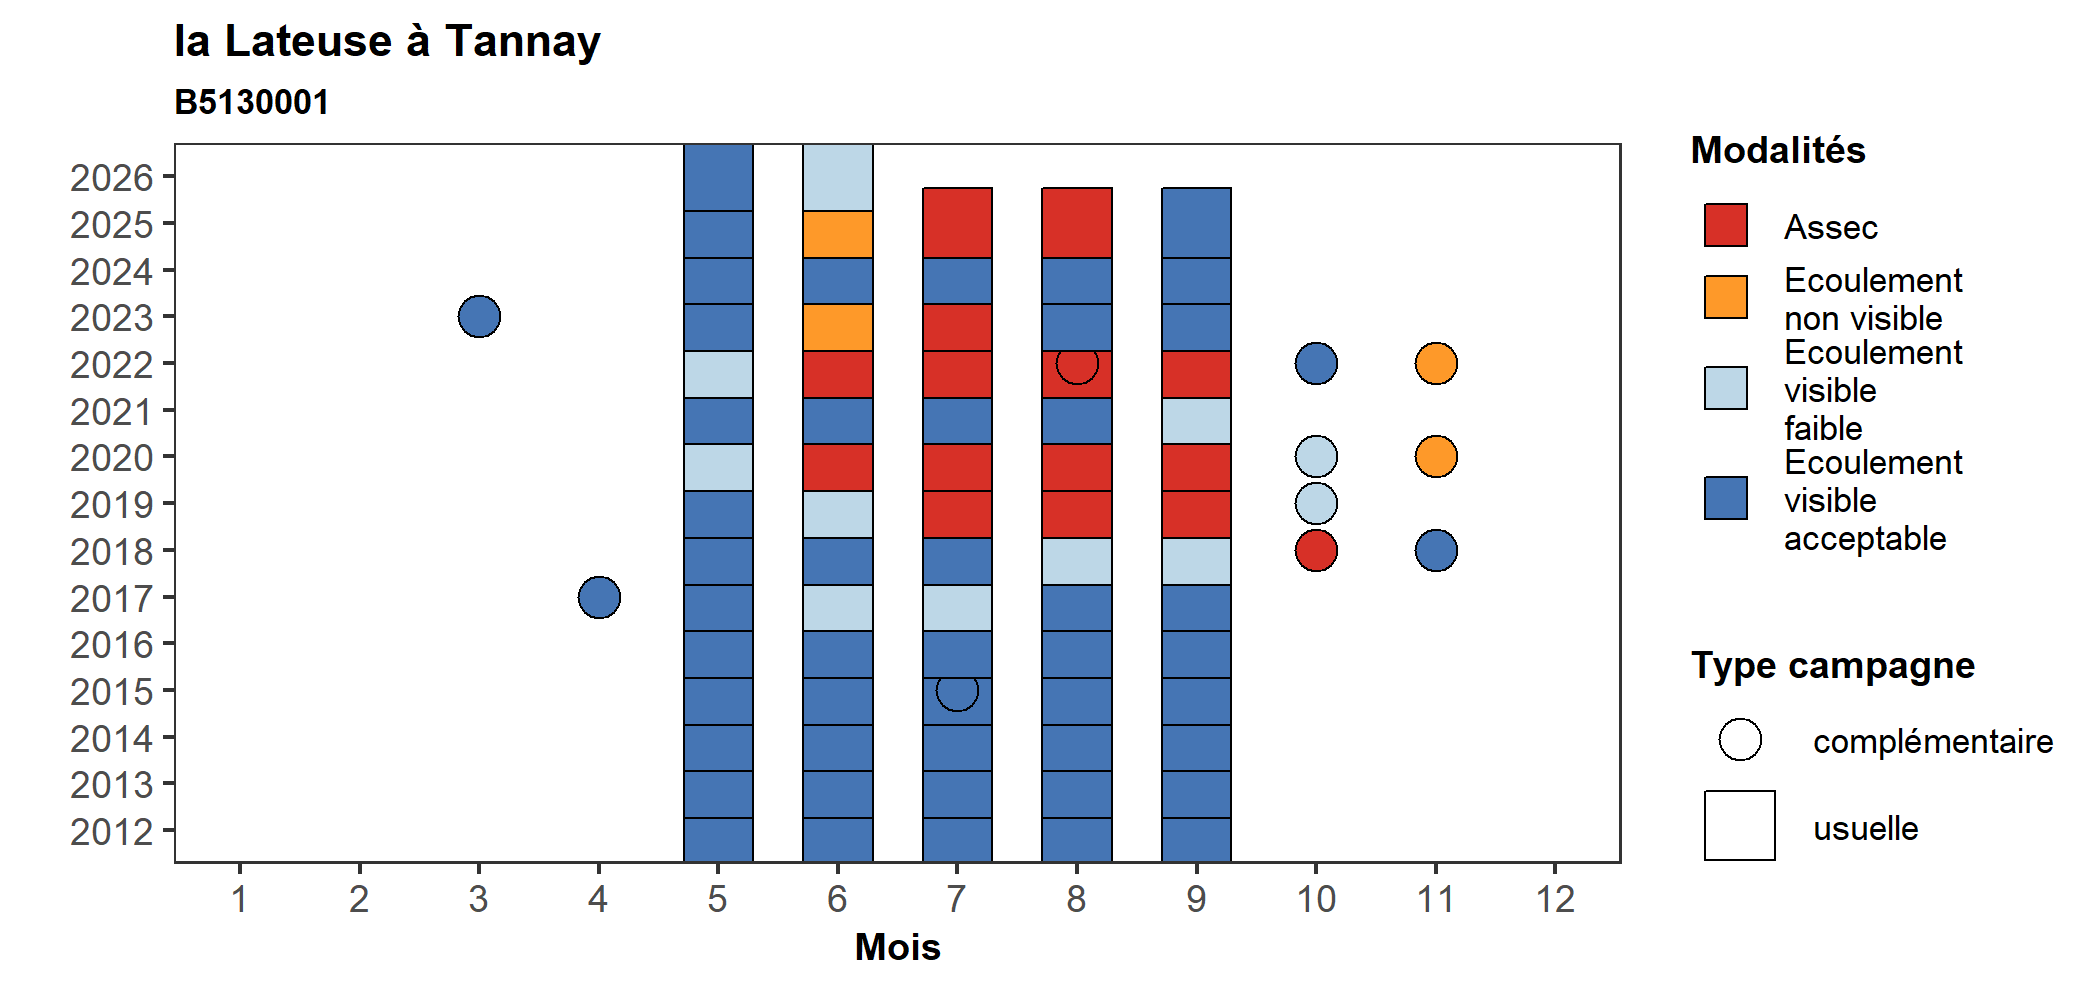 la Lateuse à Tannay
B5130001
2026
2025
2024
2023
2022
2021
2020
2019
2018
2017
2016
2015
2014
2013
2012
1 2 3 4 5 6 7 8 9 10 11 12
Mois
Modalités
Assec
Ecoulement
non visible
Ecoulement
visible
faible
Ecoulement
visible
acceptable
Type campagne
complémentaire
usuelle